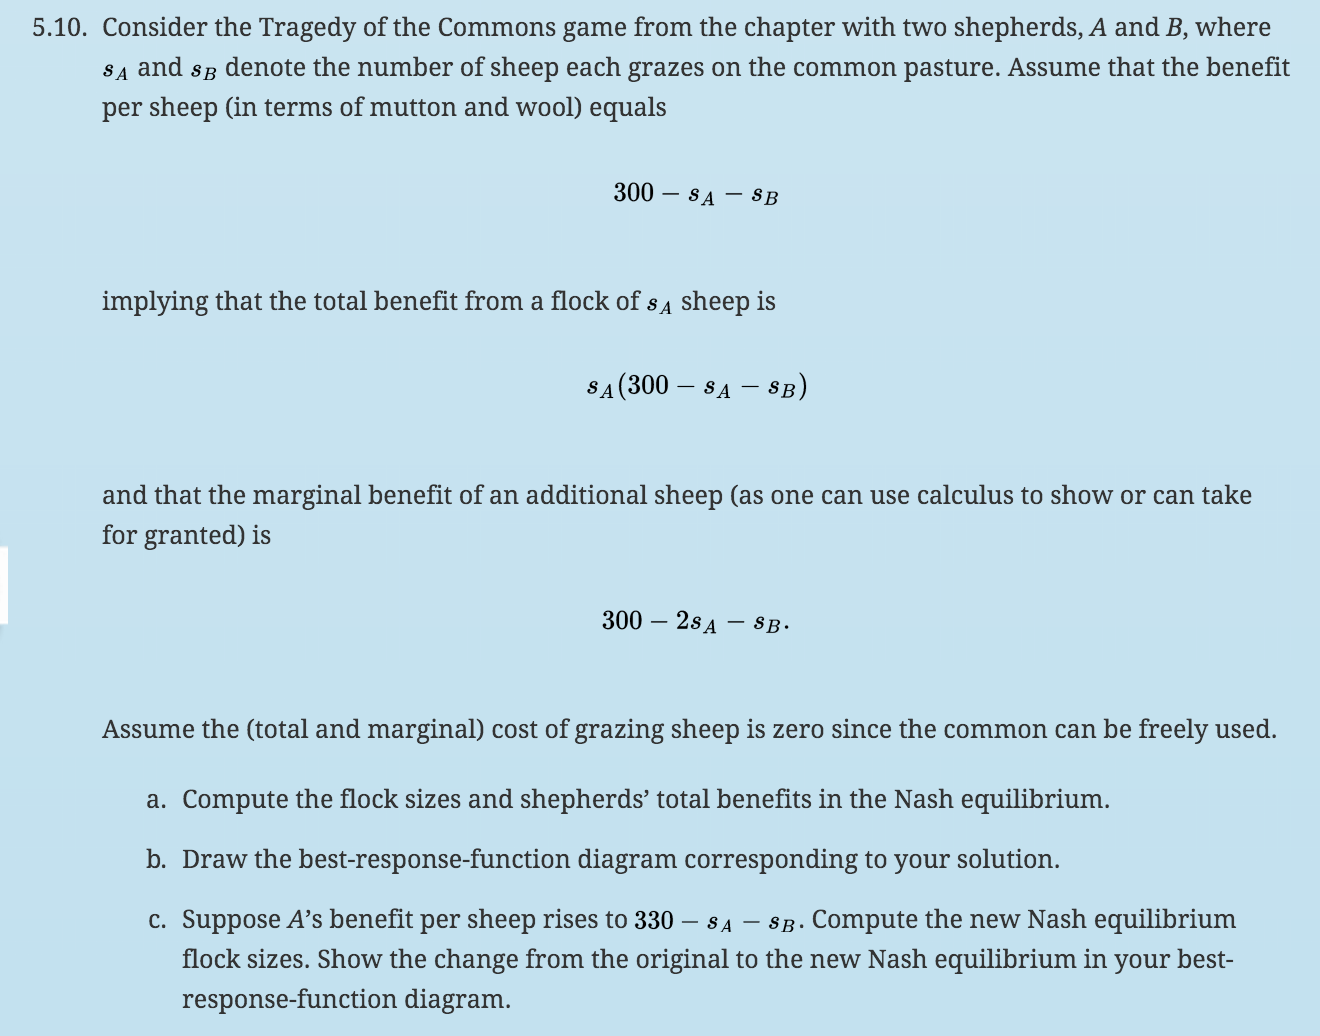 5.10. Consider the Tragedy of the Commons game from the chapter with two shepherds, A and B, where
s_A and s_B denote the number of sheep each grazes on the common pasture. Assume that the benefit
per sheep (in terms of mutton and wool) equals
300 − s_A − s_B
implying that the total benefit from a flock of s_A sheep is
s_A(300 − s_A − s_B)
and that the marginal benefit of an additional sheep (as one can use calculus to show or can take
for granted) is
300 − 2s_A − s_B.
Assume the (total and marginal) cost of grazing sheep is zero since the common can be freely used.
a. Compute the flock sizes and shepherds’ total benefits in the Nash equilibrium.
b. Draw the best-response-function diagram corresponding to your solution.
c. Suppose A’s benefit per sheep rises to 330 − s_A − s_B. Compute the new Nash equilibrium
flock sizes. Show the change from the original to the new Nash equilibrium in your best-
response-function diagram.